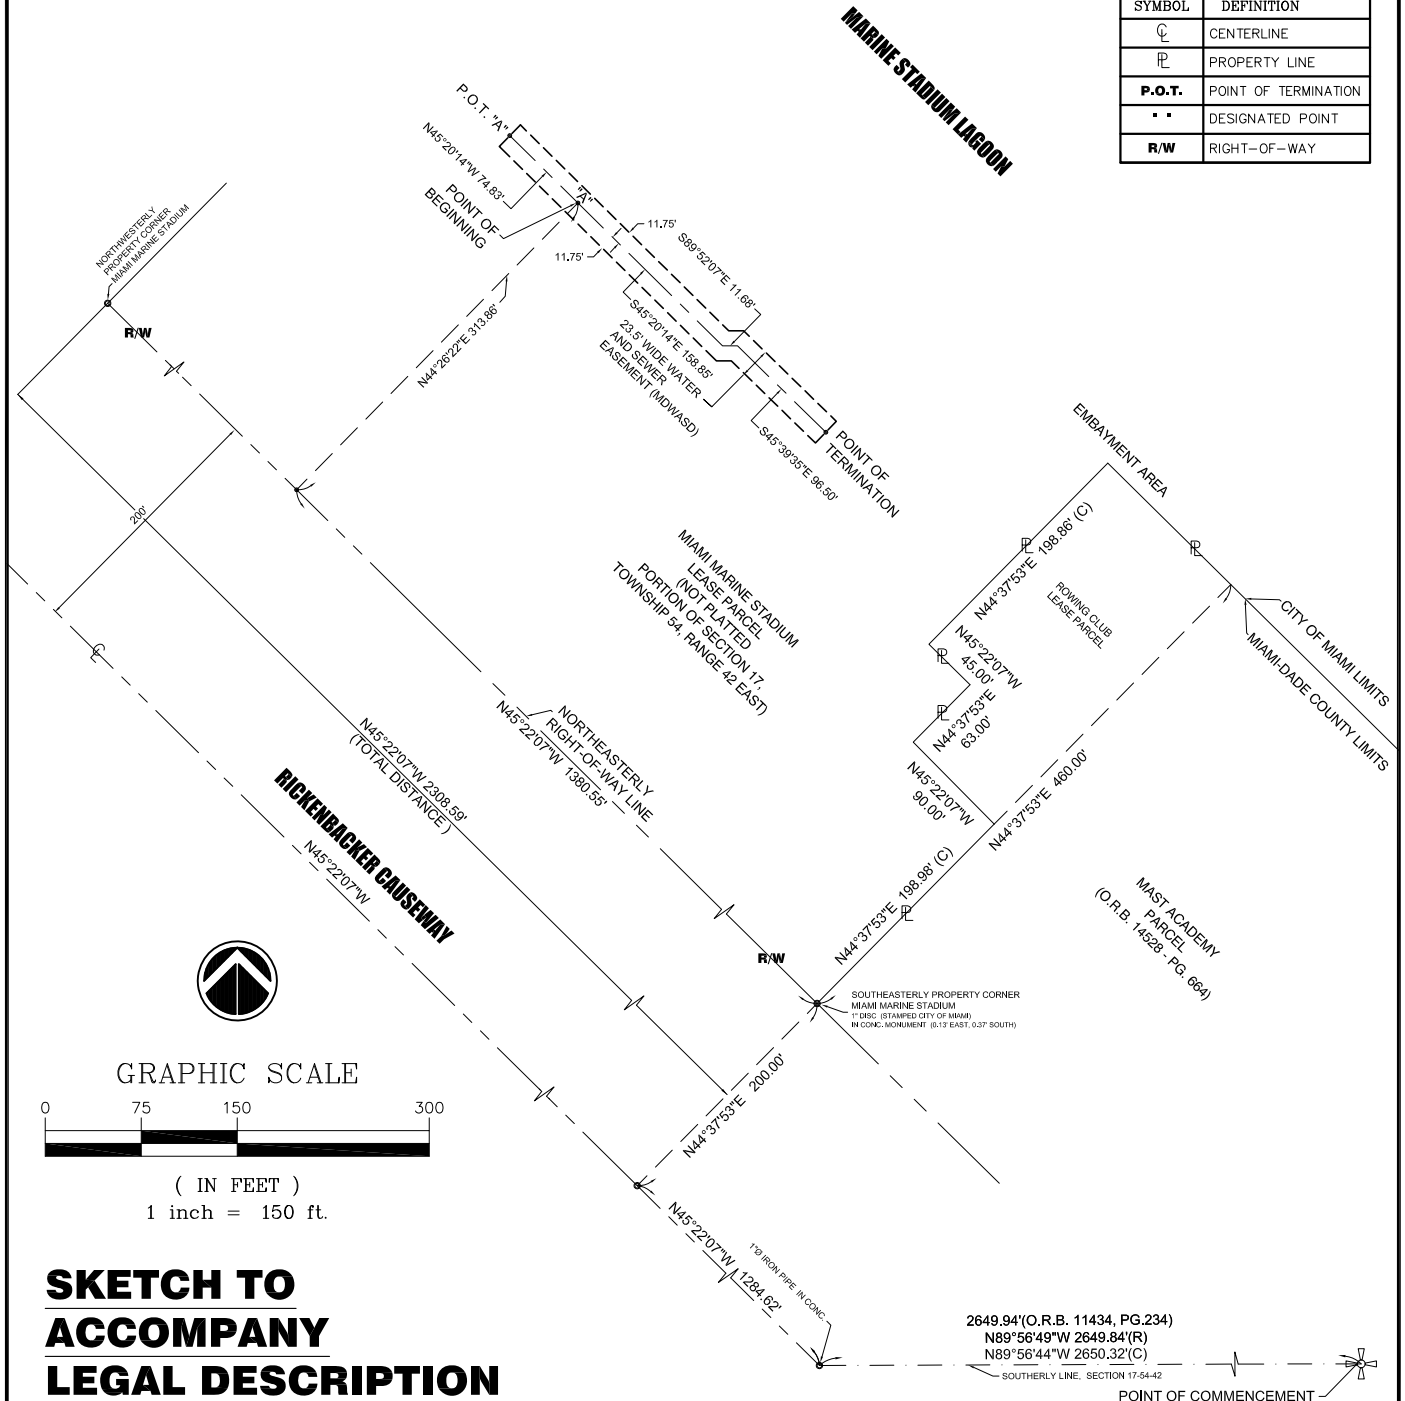 MARINE STADIUM LAGOON
SYMBOL DEFINITION
CENTERLINE
PROPERTY LINE
P.O.T. POINT OF TERMINATION
" " DESIGNATED POINT
R/W RIGHT-OF-WAY
P.O.T. "A"
N45°20'14"W 74.83'
POINT OF
BEGINNING
"A"
11.75'
11.75'
S89°52'07"E 11.68'
S45°20'14"E 158.85'
23.5' WIDE WATER
AND SEWER
EASEMENT (MDWASD)
S45°39'35"E 96.50'
POINT OF
TERMINATION
NORTHWESTERLY
PROPERTY CORNER
MIAMI MARINE STADIUM
R/W
N44°26'22"E 313.86'
200'
MIAMI MARINE STADIUM
LEASE PARCEL
(NOT PLATTED
PORTION OF SECTION 17,
TOWNSHIP 54, RANGE 42 EAST)
EMBAYMENT AREA
N44°37'53"E 198.86' (C)
ROWING CLUB
LEASE PARCEL
N45°22'07"W
45.00'
N44°37'53"E
63.00'
N45°22'07"W
90.00'
N44°37'53"E 460.00'
CITY OF MIAMI LIMITS
MIAMI-DADE COUNTY LIMITS
N45°22'07"W 2308.59'
(TOTAL DISTANCE)
NORTHEASTERLY
RIGHT-OF-WAY LINE
N45°22'07"W 1380.55'
RICKENBACKER CAUSEWAY
N45°22'07"W
N44°37'53"E 198.98' (C)
R/W
MAST ACADEMY
PARCEL
(O.R.B. 14528 - PG. 664)
SOUTHEASTERLY PROPERTY CORNER
MIAMI MARINE STADIUM
1" DISC (STAMPED CITY OF MIAMI)
IN CONC. MONUMENT (0.13' EAST, 0.37' SOUTH)
N44°37'53"E 200.00'
GRAPHIC SCALE
0 75 150 300
( IN FEET )
1 inch = 150 ft.
N45°22'07"W 1284.62'
1"Ø IRON PIPE IN CONC.
SKETCH TO
ACCOMPANY
LEGAL DESCRIPTION
2649.94'(O.R.B. 11434, PG.234)
N89°56'49"W 2649.84'(R)
N89°56'44"W 2650.32'(C)
SOUTHERLY LINE, SECTION 17-54-42
POINT OF COMMENCEMENT